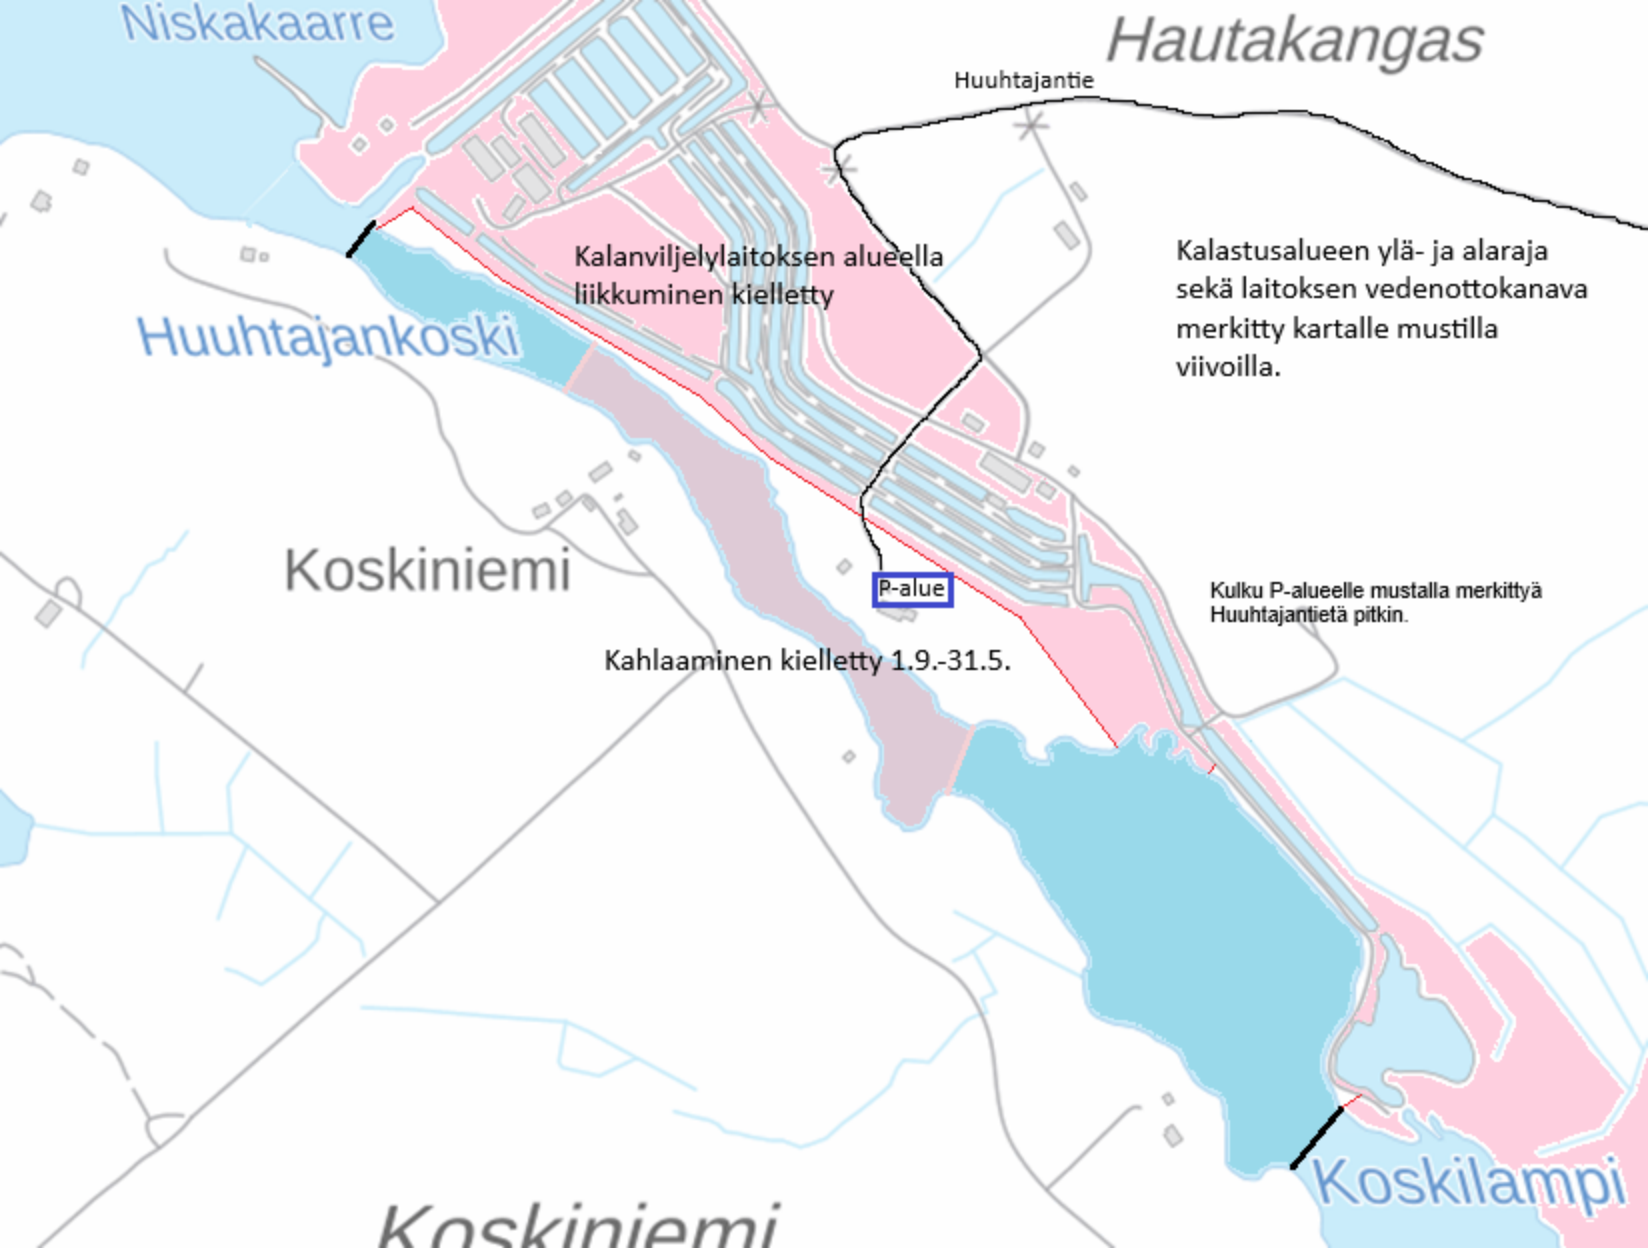 Niskakaarre
Hautakangas
Huuhtajantie
Kalanviljelylaitoksen alueella
liikkuminen kielletty
Kalastusalueen ylä- ja alaraja
sekä laitoksen vedenottokanava
merkitty kartalle mustilla
viivoilla.
Huuhtajankoski
Koskiniemi
P-alue
Kulku P-alueelle mustalla merkittyä
Huuhtajantietä pitkin.
Kahlaaminen kielletty 1.9.-31.5.
Koskilampi
Koskiniemi